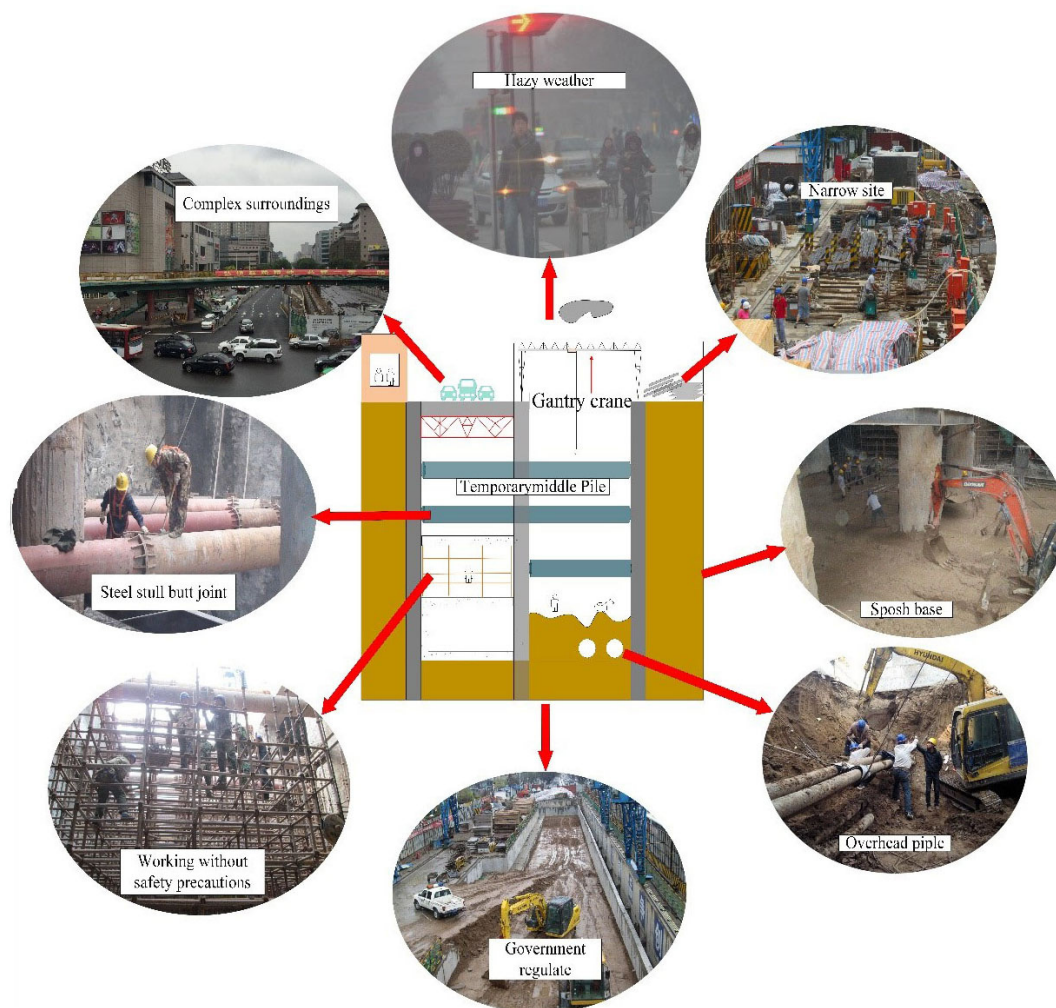 Hazy weather
Complex surroundings
Narrow site
Gantry crane
Temporarymiddle Pile
Steel stull butt joint
Sposh base
Working without
safety precautions
Overhead piple
Government
regulate
HYUNDAI